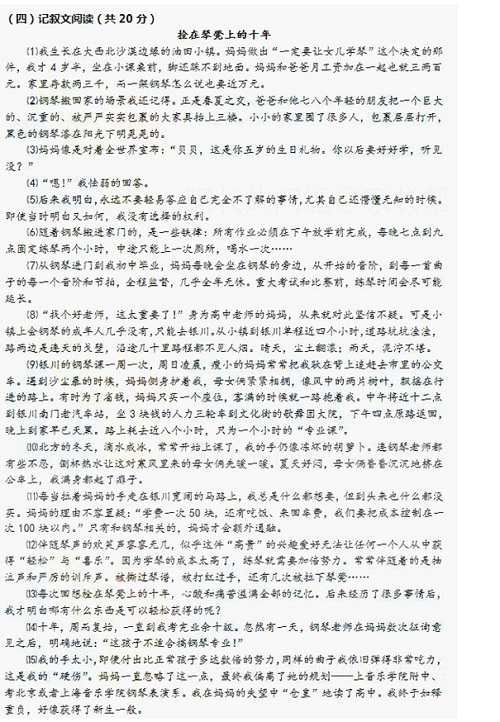 （四）记叙文阅读（共 20 分）
拴在琴凳上的十年
⑴我生长在大西北沙漠边缘的油田小镇。妈妈做出“一定要让女儿学琴”这个决定的那
件，我才 4 岁半，坐在小课桌前，脚还踩不到地面。妈妈和爸爸月工资加在一起也就三两百
元。家里存款两三千，而一架钢琴怎么说也要近万元。
⑵钢琴搬回家的场景我还记得。正是春夏之交，爸爸和他七八个年轻的朋友把一个巨大
的、沉重的、被严严实实包裹的大家具抬上三楼。小小的家里围了很多人，包裹层层打开，
黑色的钢琴漆在阳光下明晃晃的。
⑶妈妈像是对着全世界宣布：“贝贝，这是你五岁的生日礼物。你以后要好好学，听见
没？”
⑷“嗯！”我怯弱的回答。
⑸后来我明白，永远不要轻易答应自己完全不了解的事情，尤其自己还懵懂无知的时候。
即使当时明白又如何，我没有选择的权利。
⑹随着钢琴搬进家门的，是一些铁律：所有作业必须在下午放学前完成，每晚七点到九
点固定练琴两个小时，中途只能上一次厕所，喝水一次……
⑺从钢琴进门到我初中毕业，妈妈每晚会坐在钢琴的旁边，从开始的音阶，到每一首曲
子的每一个音阶和节拍，全程监督，几乎全年无休。重大考试和比赛前，练琴时间会尽可能
延长。
⑻“找个好老师，这太重要了！”身为高中老师的妈妈，从来就对此坚信不疑。可是小
镇上会钢琴的成年人几乎没有，只能去银川。从小镇到银川单程近四个小时，道路坑坑洼洼，
路两边是连天的戈壁，沿途几十里路程都不见人烟。晴天，尘土翻滚；雨天，泥泞不堪。
⑼银川的钢琴课一周一次，周日凌晨，瘦小的妈妈常常把我驮在背上追赶去市里的公交
车。遇到沙尘暴的时候，妈妈侧身护着我，母女俩紧紧相拥，像风中的两片树叶，飘摇在行
进的路上。有时为了省钱，妈妈只买一个座位，客满的时候就一路抱着我。中午将近十二点
到银川南门老汽车站，坐 3 块钱的人力三轮车到文化街的歌舞团大院，下午四点原路返回，
晚上到家早已天黑。路上耗去近八个小时，只为一个小时的“专业课”。
⑽北方的冬天，滴水成冰，常常开始上课了，我的手仍像冻坏的胡萝卜。连钢琴老师都
有些不忍，倒杯热水让这对寒风里来的母女俩先暖一暖。夏天好闷，母女俩昏昏沉沉地挤在
公车上，我满身都起了痱子。
⑾每当拉着妈妈的手走在银川宽阔的马路上，我总是什么都想要，但到头来也什么都没
买。妈妈的理由不容置疑：“学费一次 50 块，还有吃饭、来回车费，我们要把成本控制在一
次 100 块以内。”只有和钢琴相关的，妈妈才会额外通融。
⑿伴随琴声的欢笑声寥寥无几，似乎这件“高贵”的兴趣爱好无法让任何一个人从中获
得“轻松”与“喜乐”。因为学琴的成本太高了，练琴就需要加倍努力。常常伴随着的是抽
泣声和严厉的训斥声。被撕过琴谱，被打红过手，还有几次被拉下琴凳……
⒀每次回想栓在琴凳上的十年，心酸和痛苦溢满全部的记忆。后来经历了很多事情后，
我才明白哪有什么东西是可以轻松获得的呢？
⒁十年，周而复始，一直到我考完业余十级。忽然有一天，钢琴老师在妈妈数次征询意
见之后，明确地说：“这孩子不适合搞钢琴专业！”
⒂我的手太小，即使付出比正常孩子多达数倍的努力，同样的曲子我依旧弹得非常吃力，
这是我的“硬伤”。妈妈一直忽略了这一点，最终我偏离了她的规划——上音乐学院附中、
考北京或者上海音乐学院钢琴表演系。我在妈妈的失望中“仓皇”地读了高中。我终于如释
重负，好像获得了新生一般。